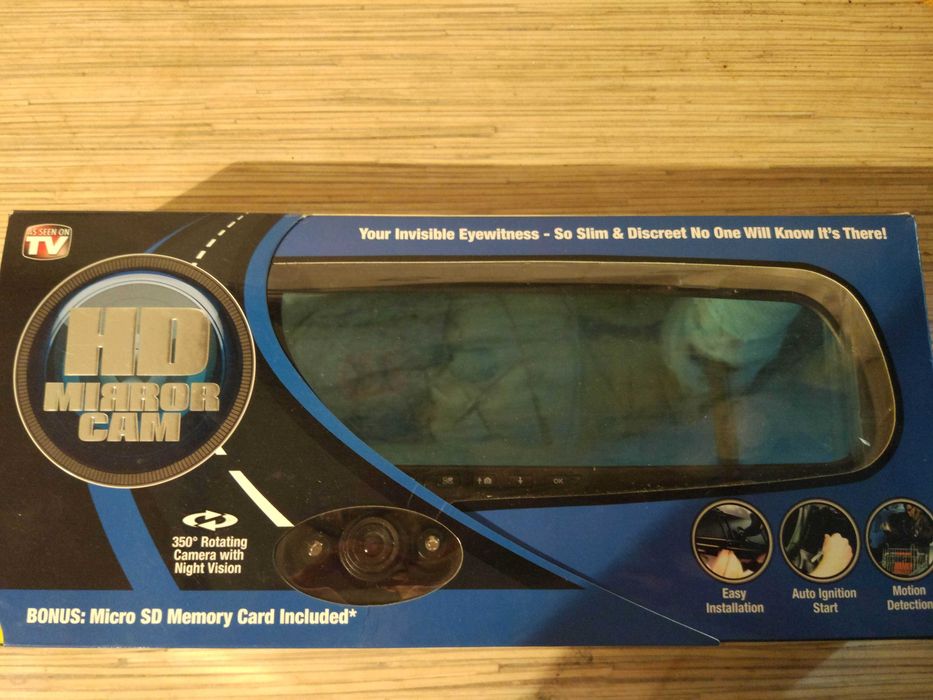 AS SEEN ON
TV
Your Invisible Eyewitness - So Slim & Discreet No One Will Know It's There!
HD
MIRROR
CAM
OK
350° Rotating
Camera with
Night Vision
Easy
Installation
Auto Ignition
Start
Motion
Detection
BONUS: Micro SD Memory Card Included*